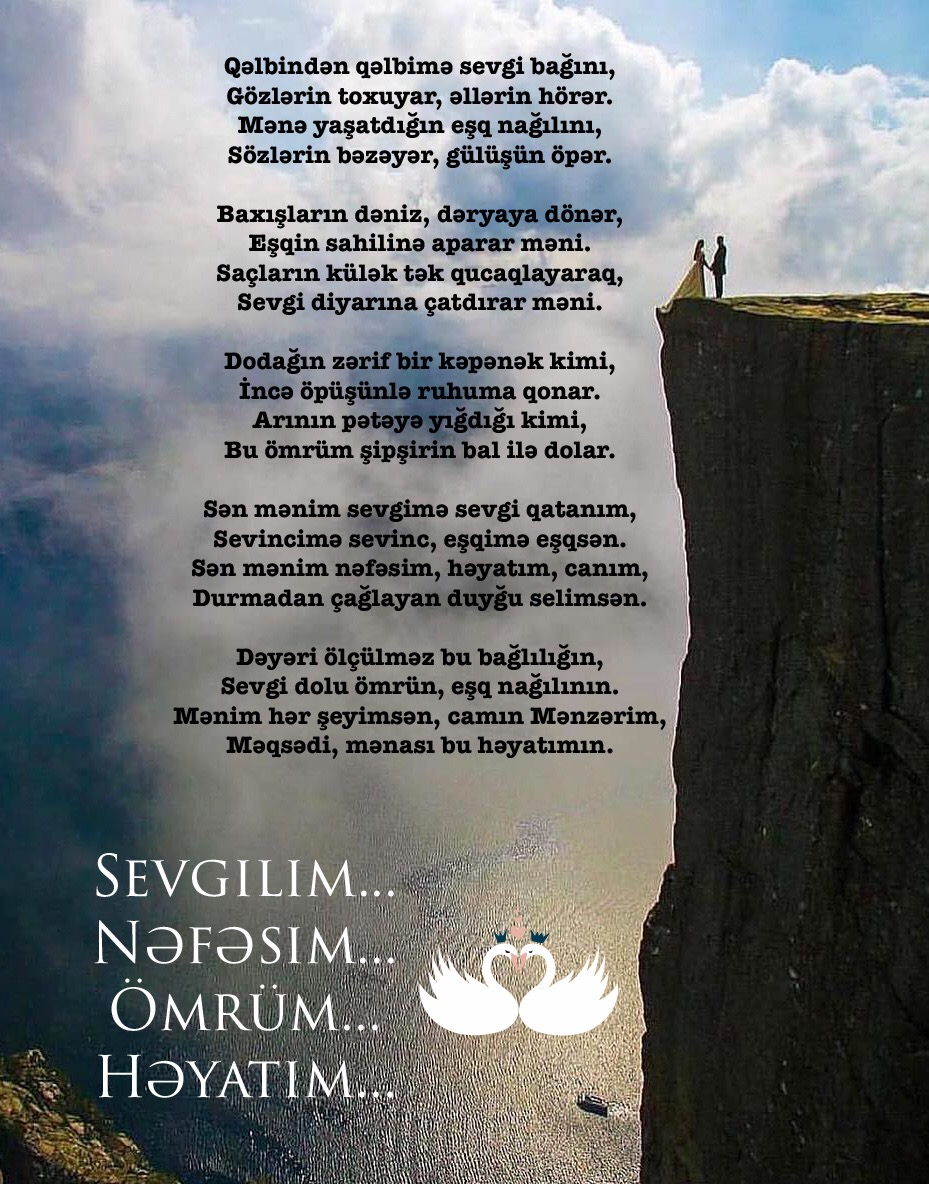 Qəlbindən qəlbimə sevgi bağını,
Gözlərin toxuyar, əllərin hörər.
Mənə yaşatdığın eşq nağılını,
Sözlərin bəzəyər, gülüşün öpər.
Baxışların dəniz, dəryaya dönər,
Eşqin sahilinə aparar məni.
Saçların külək tək qucaqlayaraq,
Sevgi diyarına çatdırar məni.
Dodağın zərif bir kəpənək kimi,
İncə öpüşünlə ruhuma qonar.
Arının pətəyə yığdığı kimi,
Bu ömrüm şipşirin bal ilə dolar.
Sən mənim sevgimə sevgi qatanım,
Sevincimə sevinc, eşqimə eşqsən.
Sən mənim nəfəsim, həyatım, canım,
Durmadan çağlayan duyğu selimsən.
Dəyəri ölçülməz bu bağlılığın,
Sevgi dolu ömrün, eşq nağılının.
Mənim hər şeyimsən, camın Mənzərim,
Məqsədi, mənası bu həyatımın.
Sevgilim...
Nəfəsim...
Ömrüm...
Həyatım...